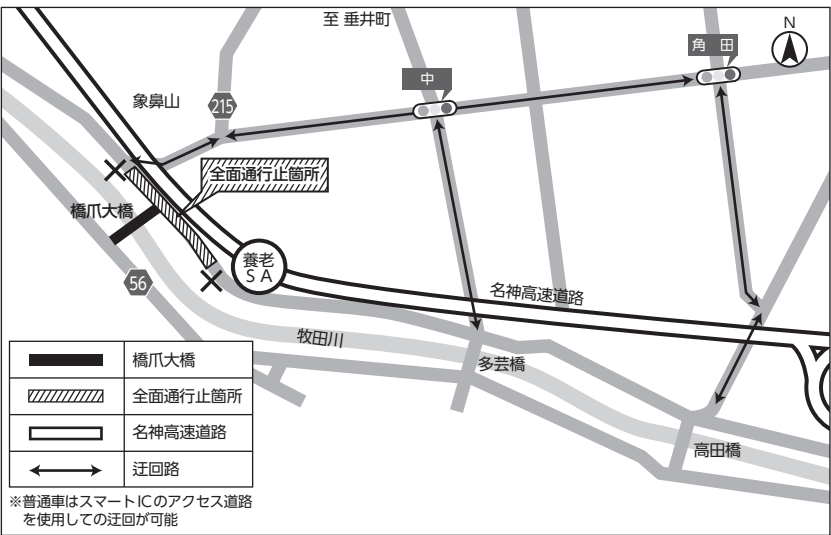 至 垂井町
N
角 田
中
象鼻山
215
全面通行止箇所
橋爪大橋
養老
SA
56
名神高速道路
牧田川
多芸橋
高田橋
橋爪大橋
全面通行止箇所
名神高速道路
迂回路
※普通車はスマートICのアクセス道路
を使用しての迂回が可能